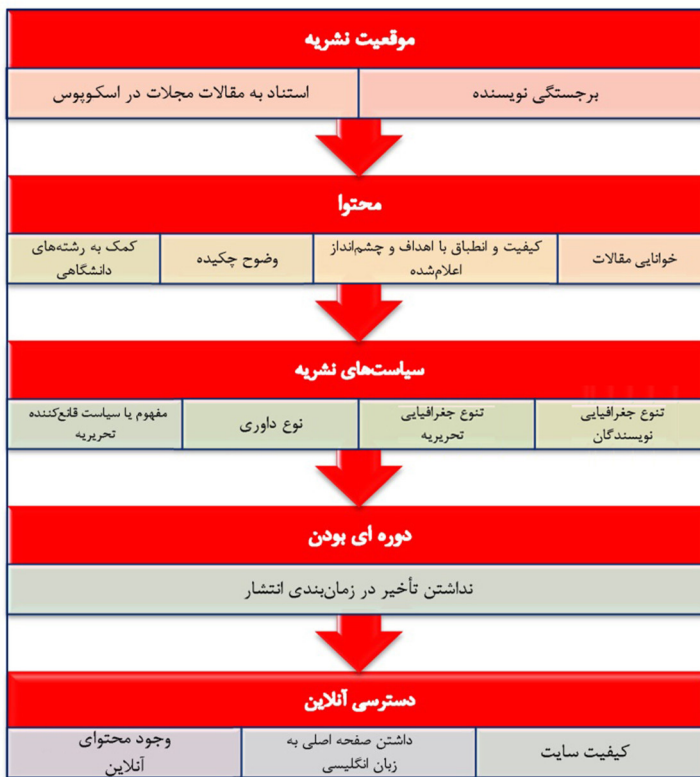 موقعیت نشریه
برجستگی نویسنده
استناد به مقالات مجلات در اسکوپوس
محتوا
خوانایی مقالات
کیفیت و انطباق با اهداف و چشم‌انداز
اعلام‌شده
وضوح چکیده
کمک به رشته‌های
دانشگاهی
سیاست‌های نشریه
تنوع جغرافیایی
نویسندگان
تنوع جغرافیایی
تحریریه
نوع داوری
مفهوم یا سیاست قانع‌کننده
تحریریه
دوره ای بودن
نداشتن تأخیر در زمان‌بندی انتشار
دسترسی آنلاین
کیفیت سایت
داشتن صفحه اصلی به
زبان انگلیسی
وجود محتوای
آنلاین